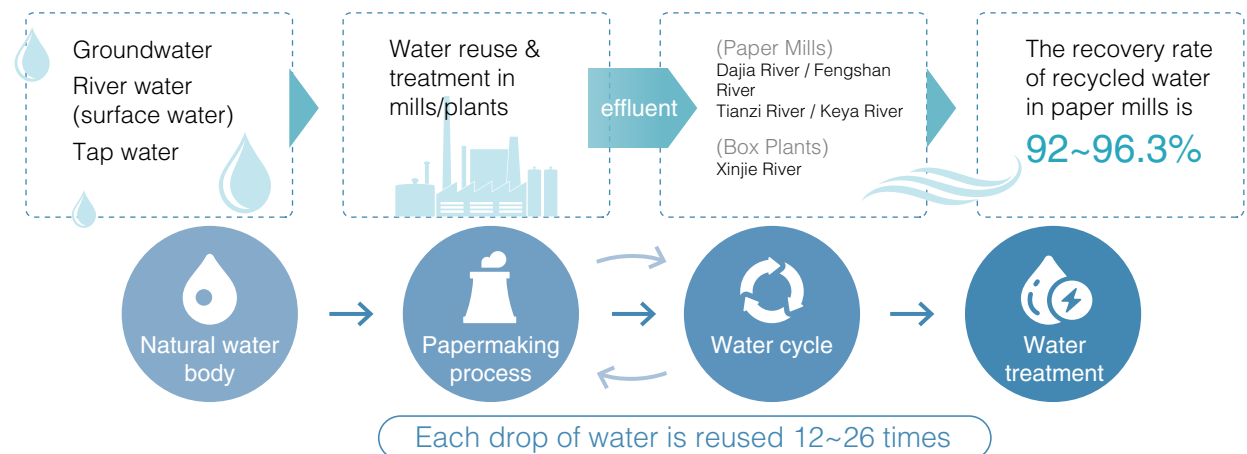 Groundwater
River water
(surface water)
Tap water
Water reuse &
treatment in
mills/plants
effluent
(Paper Mills)
Dajia River / Fengshan
River
Tianzi River / Keya River
(Box Plants)
Xinjie River
The recovery rate
of recycled water
in paper mills is
92~96.3%
Natural water
body
Papermaking
process
Water cycle
Water
treatment
Each drop of water is reused 12~26 times